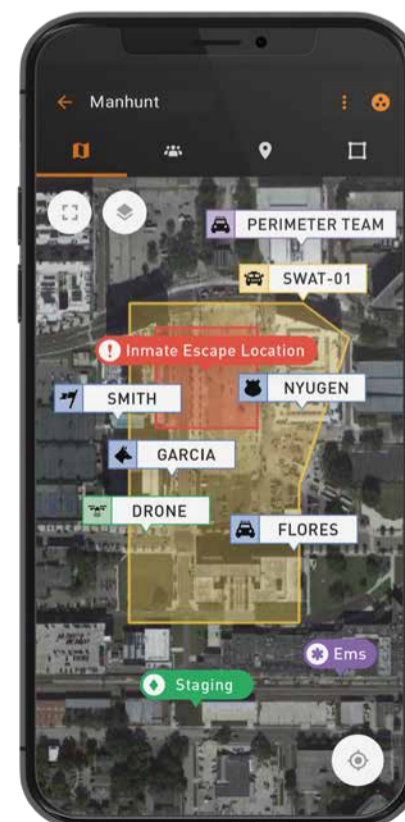 Manhunt
PERIMETER TEAM
SWAT-01
Inmate Escape Location
NYUGEN
SMITH
GARCIA
DRONE
FLORES
Ems
Staging